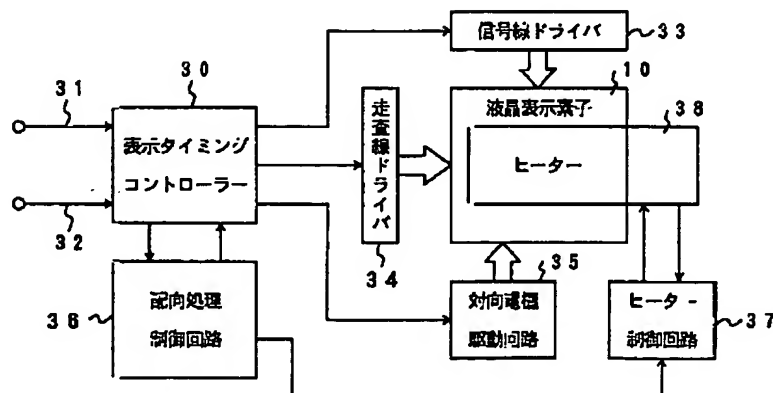 信号線ドライバ
33
30
10
31
液晶表示素子
38
表示タイミング
コントローラー
走査線ドライバ
ヒーター
32
34
35
36
配向処理
制御回路
対向電極
駆動回路
ヒーター
制御回路
37